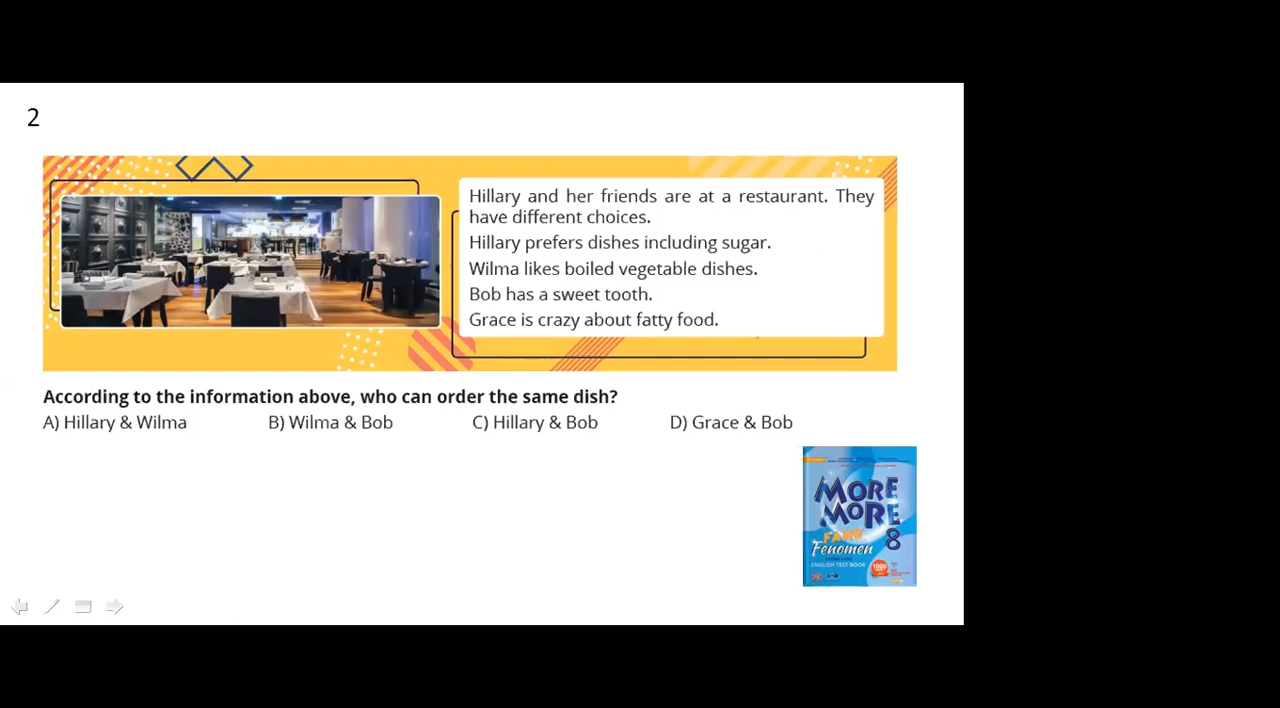 2
Hillary and her friends are at a restaurant. They
have different choices.
Hillary prefers dishes including sugar.
Wilma likes boiled vegetable dishes.
Bob has a sweet tooth.
Grace is crazy about fatty food.
According to the information above, who can order the same dish?
A) Hillary & Wilma B) Wilma & Bob C) Hillary & Bob D) Grace & Bob
MORE
MORE
8
FAME
Fenomen
ENGLISH TEST BOOK
1000